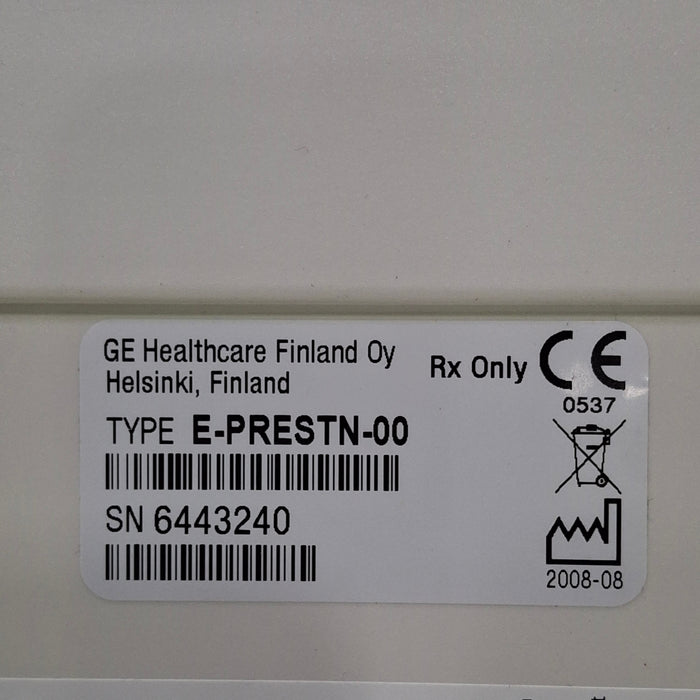 GE Healthcare Finland Oy
Helsinki, Finland
Rx Only
CE
0537
TYPE E-PRESTN-00
SN 6443240
2008-08